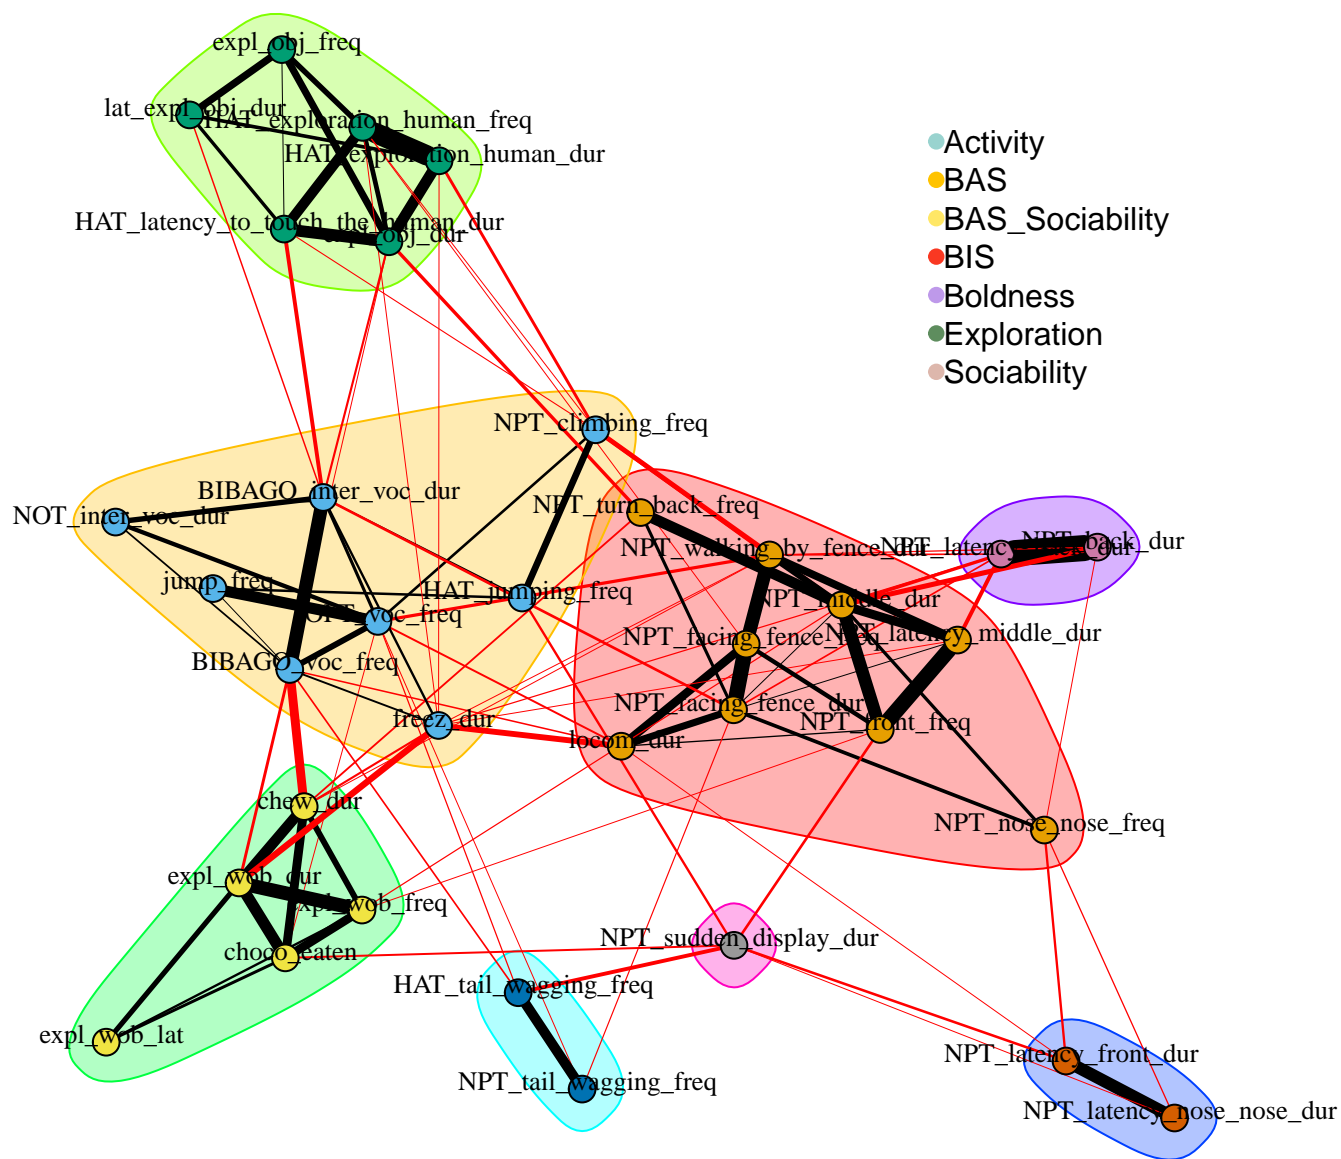 expl_obj_freq
lat_expl_obj_dur
HAT_exploration_human_freq
HAT_exploration_human_dur
HAT_latency_to_touch_the_human_dur
expl_obj_dur
Activity
BAS
BAS_Sociability
BIS
Boldness
Exploration
Sociability
NPT_climbing_freq
BIBAGO_inter_voc_dur
NOT_inter_voc_dur
NPT_turn_back_freq
NPT_walking_by_fence_dur
NPT_latency_back_dur
NPT_back_dur
jump_freq
HAT_jumping_freq
NPT_middle_dur
OPT_voc_freq
NPT_facing_fence_freq
NPT_latency_middle_dur
BIBAGO_voc_freq
NPT_facing_fence_dur
freez_dur
NPT_front_freq
locom_dur
chew_dur
NPT_nose_nose_freq
expl_wob_dur
expl_wob_freq
choco_eaten
NPT_sudden_display_dur
HAT_tail_wagging_freq
expl_wob_lat
NPT_latency_front_dur
NPT_tail_wagging_freq
NPT_latency_nose_nose_dur